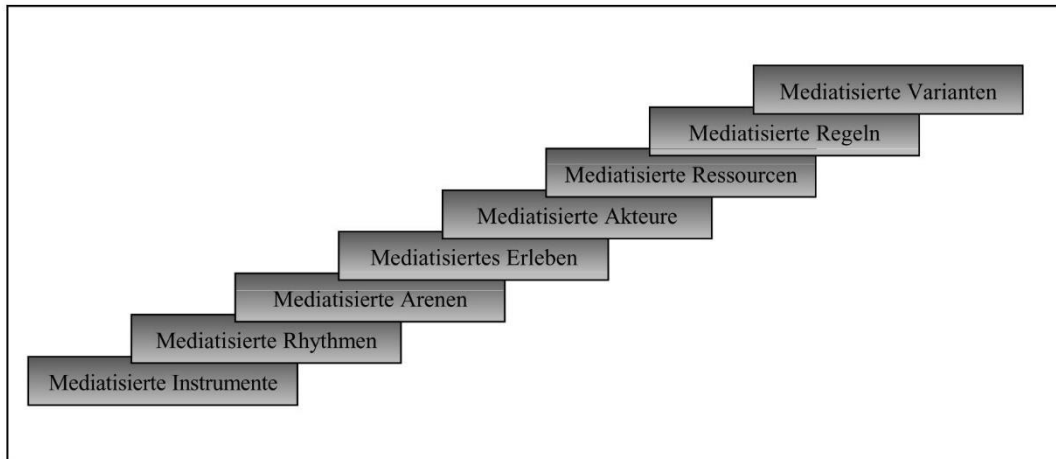 Mediatisierte Varianten
Mediatisierte Regeln
Mediatisierte Ressourcen
Mediatisierte Akteure
Mediatisiertes Erleben
Mediatisierte Arenen
Mediatisierte Rhythmen
Mediatisierte Instrumente